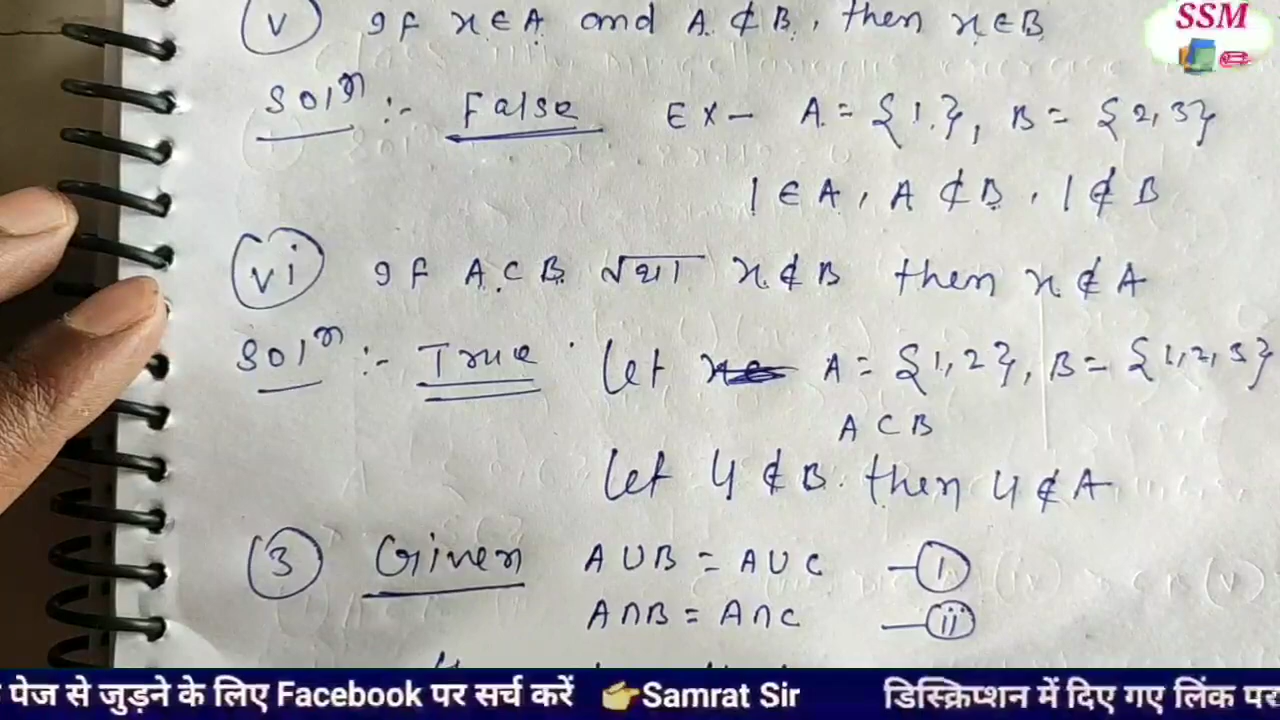 (v) If x ∈ A and A ⊄ B, then x ∈ B
SSM
Solⁿ :- False Ex- A = {1}, B = {2,3}
1 ∈ A, A ⊄ B, 1 ∉ B
(vi) If A ⊂ B तथा x ∉ B then x ∉ A
Solⁿ :- True Let A = {1,2}, B = {1,2,3}
A ⊂ B
Let 4 ∉ B then 4 ∉ A
(3) Given A ∪ B = A ∪ C —(i)
A ∩ B = A ∩ C —(ii)
पेज से जुड़ने के लिए Facebook पर सर्च करें 👉Samrat Sir डिस्क्रिप्शन में दिए गए लिंक पर